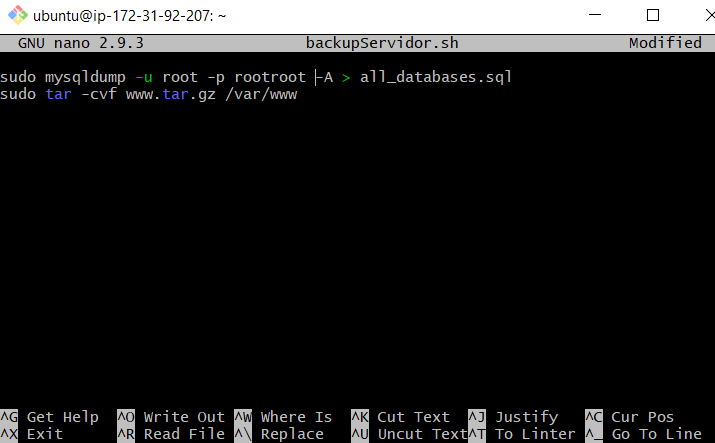 ubuntu@ip-172-31-92-207: ~
GNU nano 2.9.3 backupServidor.sh Modified
sudo mysqldump -u root -p rootroot -A > all_databases.sql
sudo tar -cvf www.tar.gz /var/www
^G Get Help ^O Write Out ^W Where Is ^K Cut Text ^J Justify ^C Cur Pos
^X Exit ^R Read File ^\ Replace ^U Uncut Text ^T To Linter ^_ Go To Line